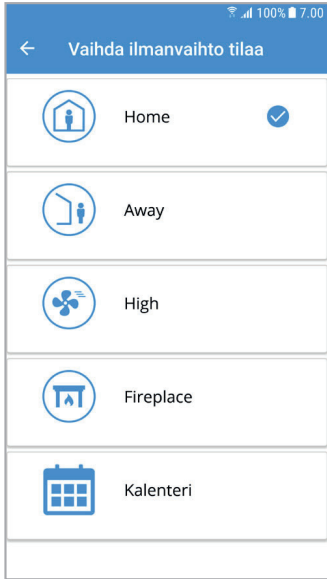 100% 7.00
Vaihda ilmanvaihto tilaa
Home
Away
High
Fireplace
Kalenteri